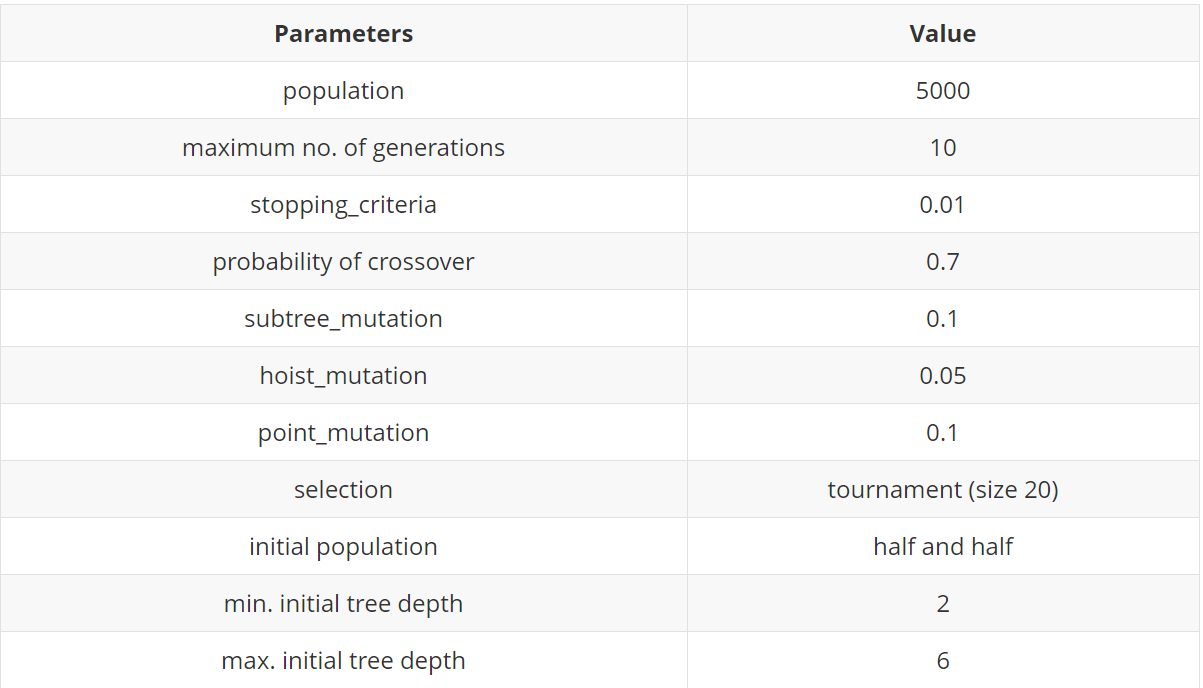 Parameters Value
population 5000
maximum no. of generations 10
stopping_criteria 0.01
probability of crossover 0.7
subtree_mutation 0.1
hoist_mutation 0.05
point_mutation 0.1
selection tournament (size 20)
initial population half and half
min. initial tree depth 2
max. initial tree depth 6